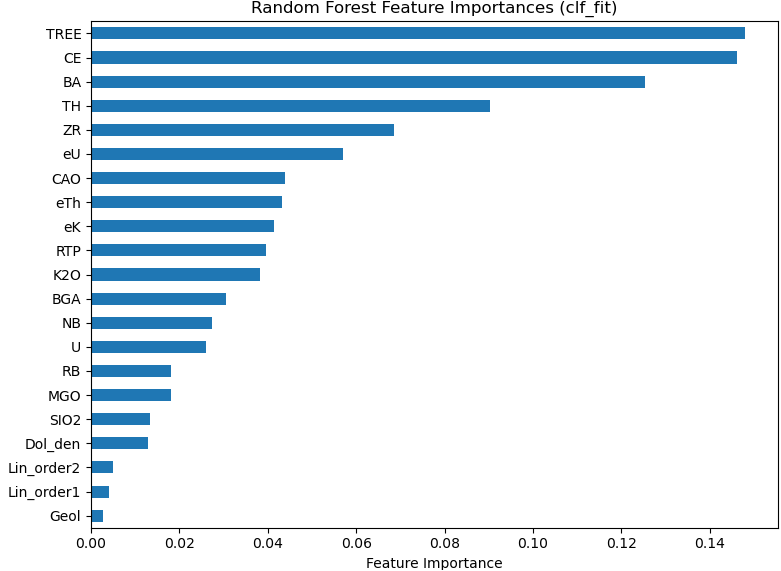 Random Forest Feature Importances (clf_fit)
TREE
CE
BA
TH
ZR
eU
CAO
eTh
eK
RTP
K2O
BGA
NB
U
RB
MGO
SIO2
Dol_den
Lin_order2
Lin_order1
Geol
0.00 0.02 0.04 0.06 0.08 0.10 0.12 0.14
Feature Importance